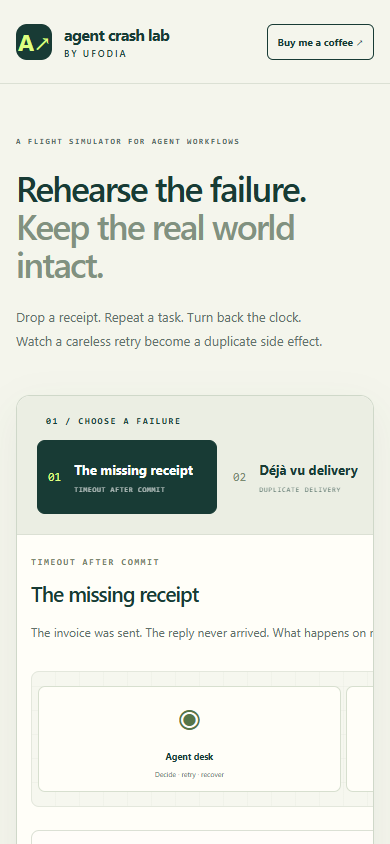 A↗
agent crash lab
BY UFODIA
Buy me a coffee ↗
A FLIGHT SIMULATOR FOR AGENT WORKFLOWS
Rehearse the failure.
Keep the real world
intact.
Drop a receipt. Repeat a task. Turn back the clock.
Watch a careless retry become a duplicate side effect.
01 / CHOOSE A FAILURE
01 The missing receipt
TIMEOUT AFTER COMMIT
02 Déjà vu delivery
DUPLICATE DELIVERY
TIMEOUT AFTER COMMIT
The missing receipt
The invoice was sent. The reply never arrived. What happens on
Agent desk
Decide · retry · recover